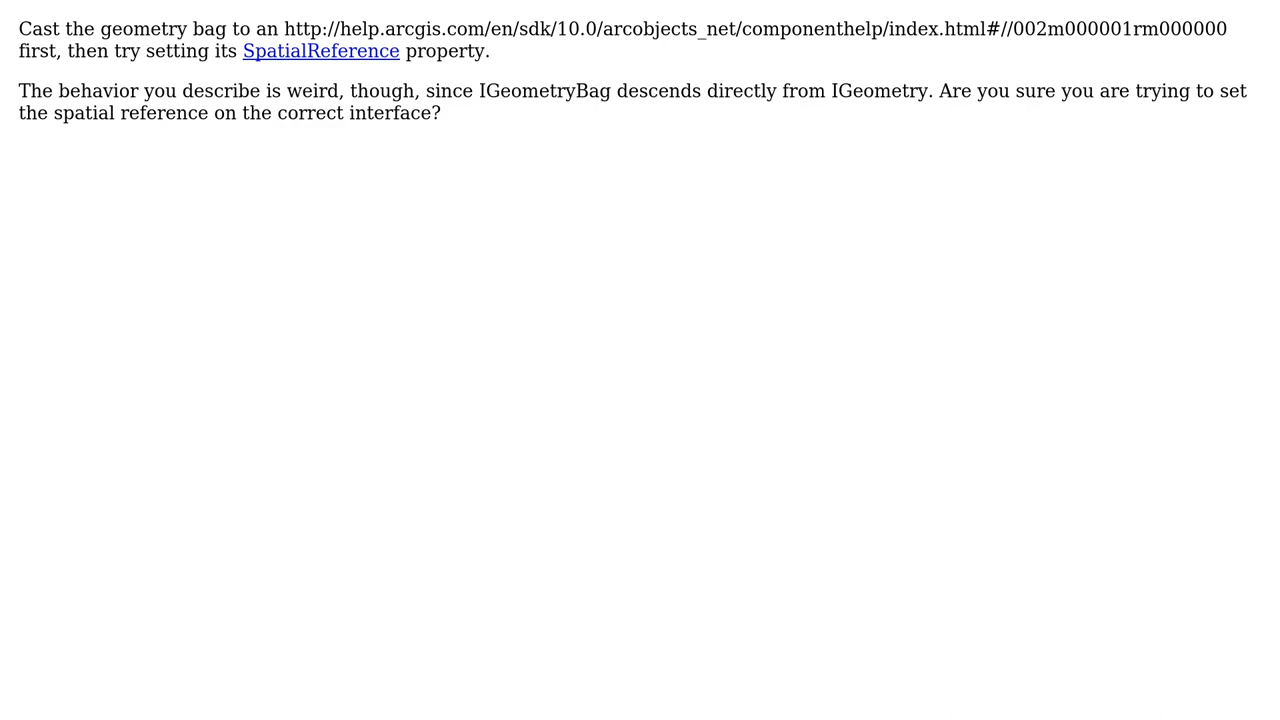 Cast the geometry bag to an http://help.arcgis.com/en/sdk/10.0/arcobjects_net/componenthelp/index.html#//002m000001rm000000
first, then try setting its SpatialReference property.
The behavior you describe is weird, though, since IGeometryBag descends directly from IGeometry. Are you sure you are trying to set
the spatial reference on the correct interface?